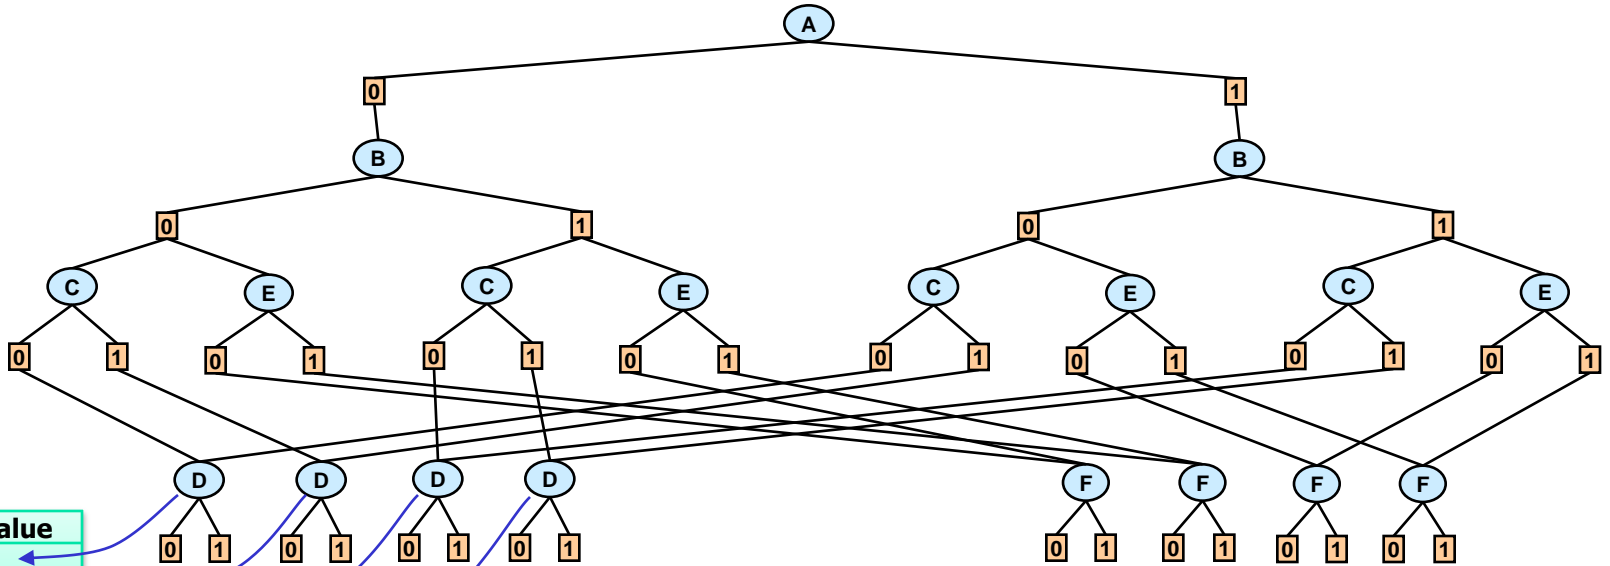 A
0 1
B B
0 1 0 1
C E C E C E C E
0 1 0 1 0 1 0 1 0 1 0 1 0 1 0 1
D D D D F F F F
alue
0 1 0 1 0 1 0 1 0 1 0 1 0 1 0 1